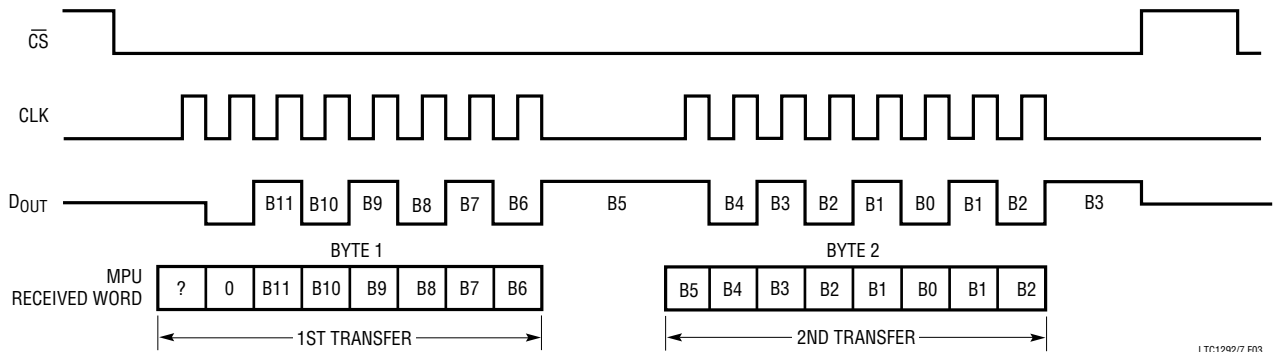 CS
CLK
DOUT B11 B10 B9 B8 B7 B6 B5 B4 B3 B2 B1 B0 B1 B2 B3
BYTE 1 BYTE 2
MPU
RECEIVED WORD
? 0 B11 B10 B9 B8 B7 B6 B5 B4 B3 B2 B1 B0 B1 B2
1ST TRANSFER 2ND TRANSFER
LTC1292/7 F03